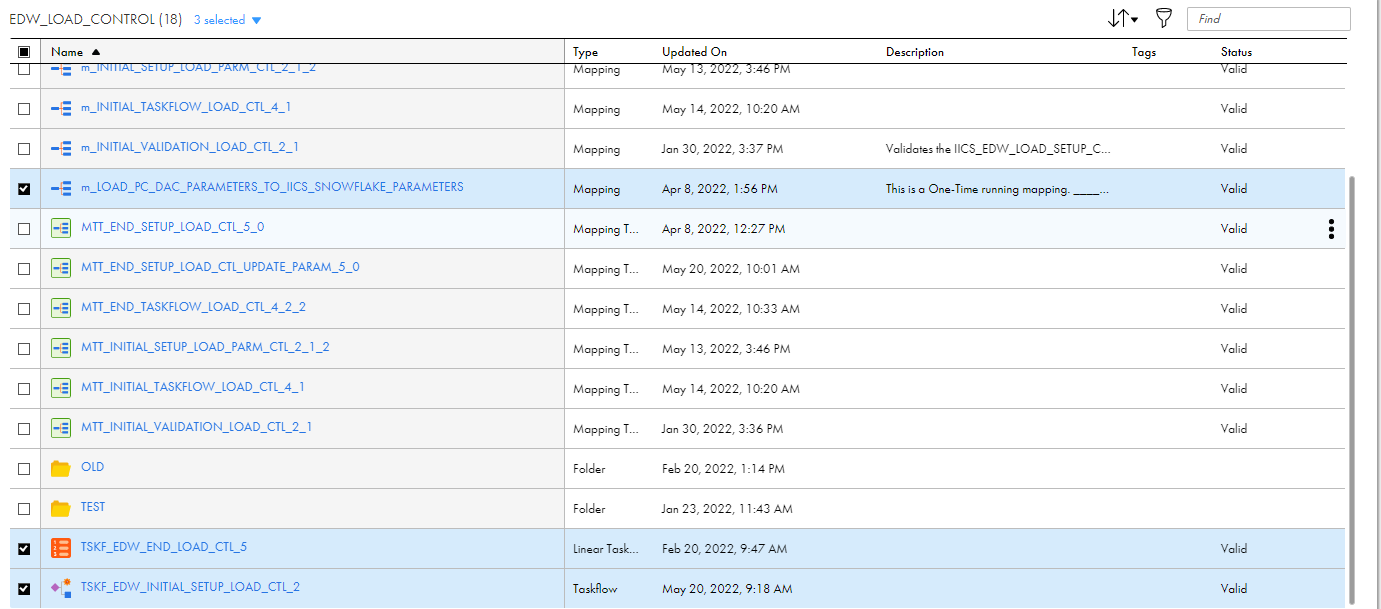 EDW_LOAD_CONTROL (18) 3 selected Find
Name Type Updated On Description Tags Status
m_INITIAL_SETUP_LOAD_PARM_CTL_2_1_2 Mapping May 13, 2022, 3:46 PM Valid
m_INITIAL_TASKFLOW_LOAD_CTL_4_1 Mapping May 14, 2022, 10:20 AM Valid
m_INITIAL_VALIDATION_LOAD_CTL_2_1 Mapping Jan 30, 2022, 3:37 PM Validates the IICS_EDW_LOAD_SETUP_C... Valid
m_LOAD_PC_DAC_PARAMETERS_TO_IICS_SNOWFLAKE_PARAMETERS Mapping Apr 8, 2022, 1:56 PM This is a One-Time running mapping. ____... Valid
MTT_END_SETUP_LOAD_CTL_5_0 Mapping T... Apr 8, 2022, 12:27 PM Valid
MTT_END_SETUP_LOAD_CTL_UPDATE_PARAM_5_0 Mapping T... May 20, 2022, 10:01 AM Valid
MTT_END_TASKFLOW_LOAD_CTL_4_2_2 Mapping T... May 14, 2022, 10:33 AM Valid
MTT_INITIAL_SETUP_LOAD_PARM_CTL_2_1_2 Mapping T... May 13, 2022, 3:46 PM Valid
MTT_INITIAL_TASKFLOW_LOAD_CTL_4_1 Mapping T... May 14, 2022, 10:20 AM Valid
MTT_INITIAL_VALIDATION_LOAD_CTL_2_1 Mapping T... Jan 30, 2022, 3:36 PM Valid
OLD Folder Feb 20, 2022, 1:14 PM
TEST Folder Jan 23, 2022, 11:43 AM
TSKF_EDW_END_LOAD_CTL_5 Linear Task... Feb 20, 2022, 9:47 AM Valid
TSKF_EDW_INITIAL_SETUP_LOAD_CTL_2 Taskflow May 20, 2022, 9:18 AM Valid